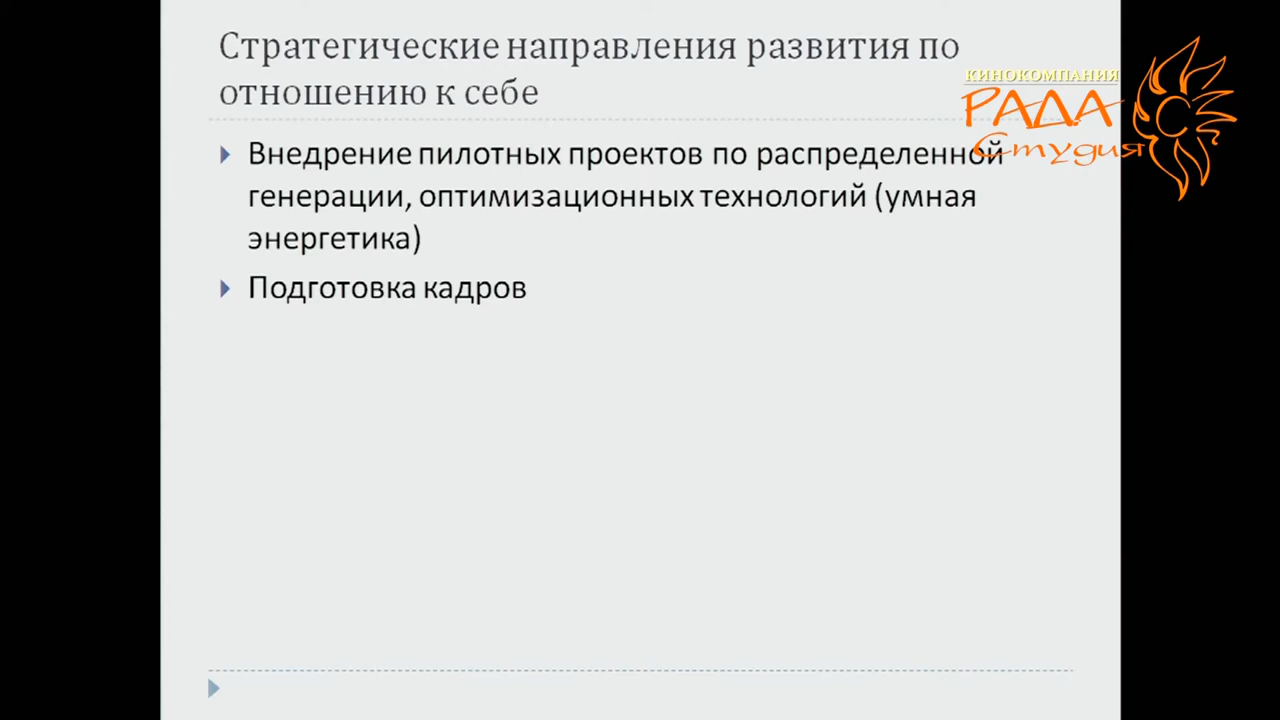 Стратегические направления развития по
отношению к себе
КИНОКОМПАНИЯ
РАДА
Студия
Внедрение пилотных проектов по распределенной
генерации, оптимизационных технологий (умная
энергетика)
Подготовка кадров